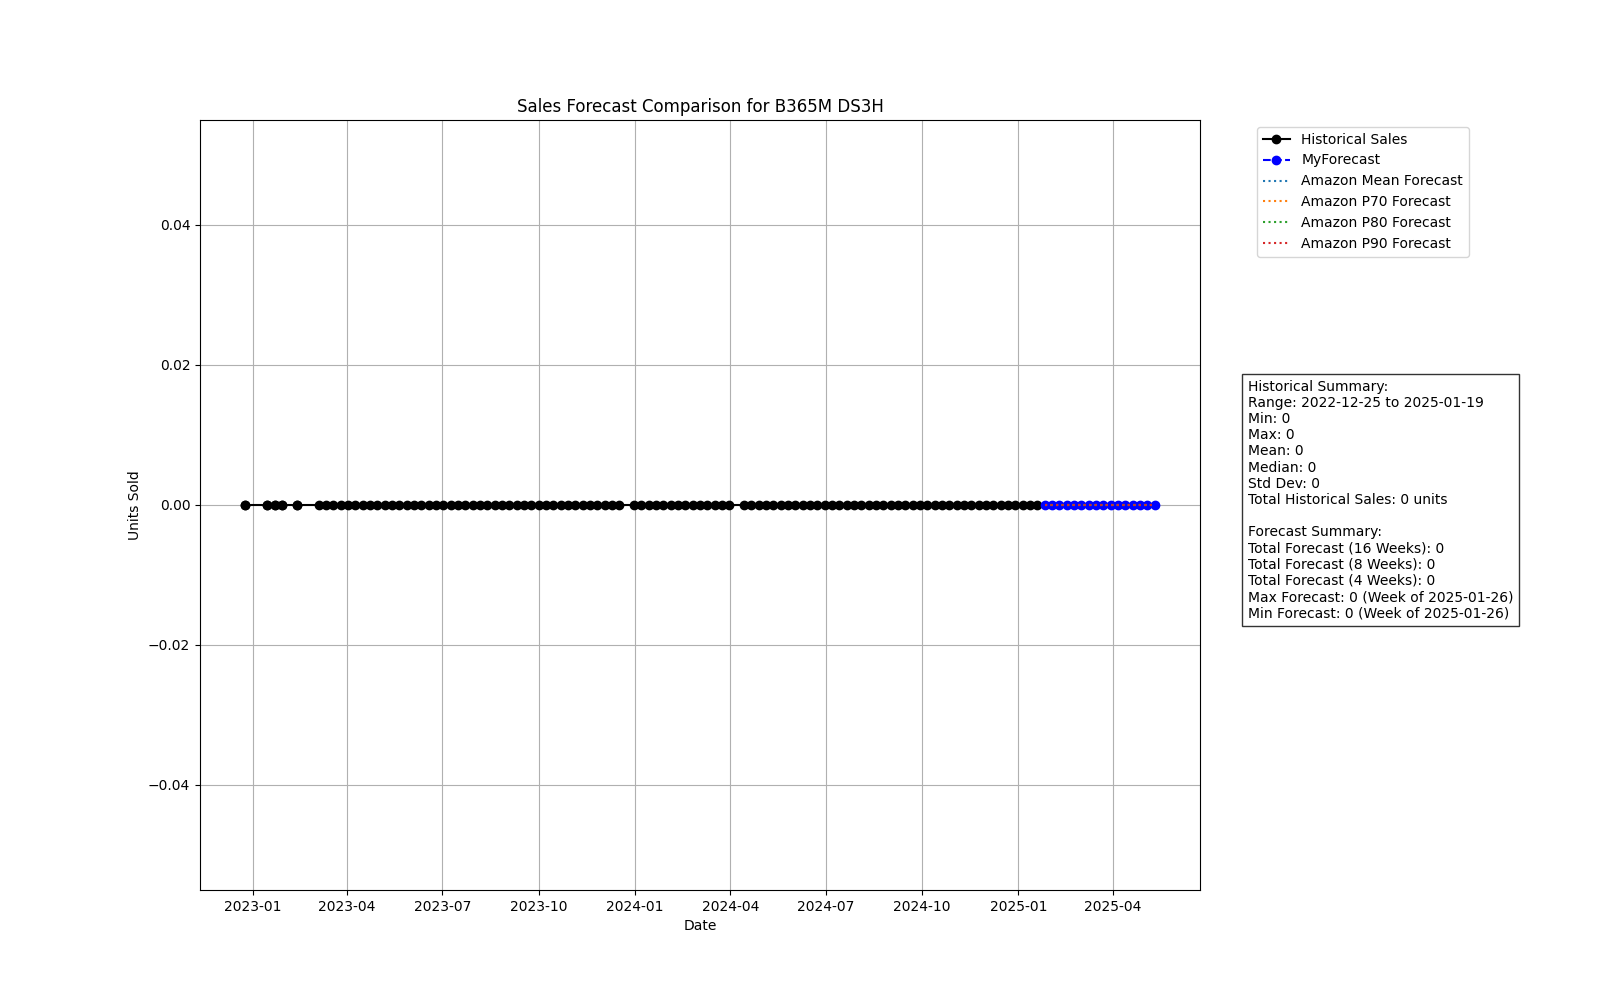 Sales Forecast Comparison for B365M DS3H
Historical Sales
MyForecast
Amazon Mean Forecast
Amazon P70 Forecast
Amazon P80 Forecast
Amazon P90 Forecast
0.04
0.02
0.00
−0.02
−0.04
Units Sold
2023-01
2023-04
2023-07
2023-10
2024-01
2024-04
2024-07
2024-10
2025-01
2025-04
Date
Historical Summary:
Range: 2022-12-25 to 2025-01-19
Min: 0
Max: 0
Mean: 0
Median: 0
Std Dev: 0
Total Historical Sales: 0 units
Forecast Summary:
Total Forecast (16 Weeks): 0
Total Forecast (8 Weeks): 0
Total Forecast (4 Weeks): 0
Max Forecast: 0 (Week of 2025-01-26)
Min Forecast: 0 (Week of 2025-01-26)